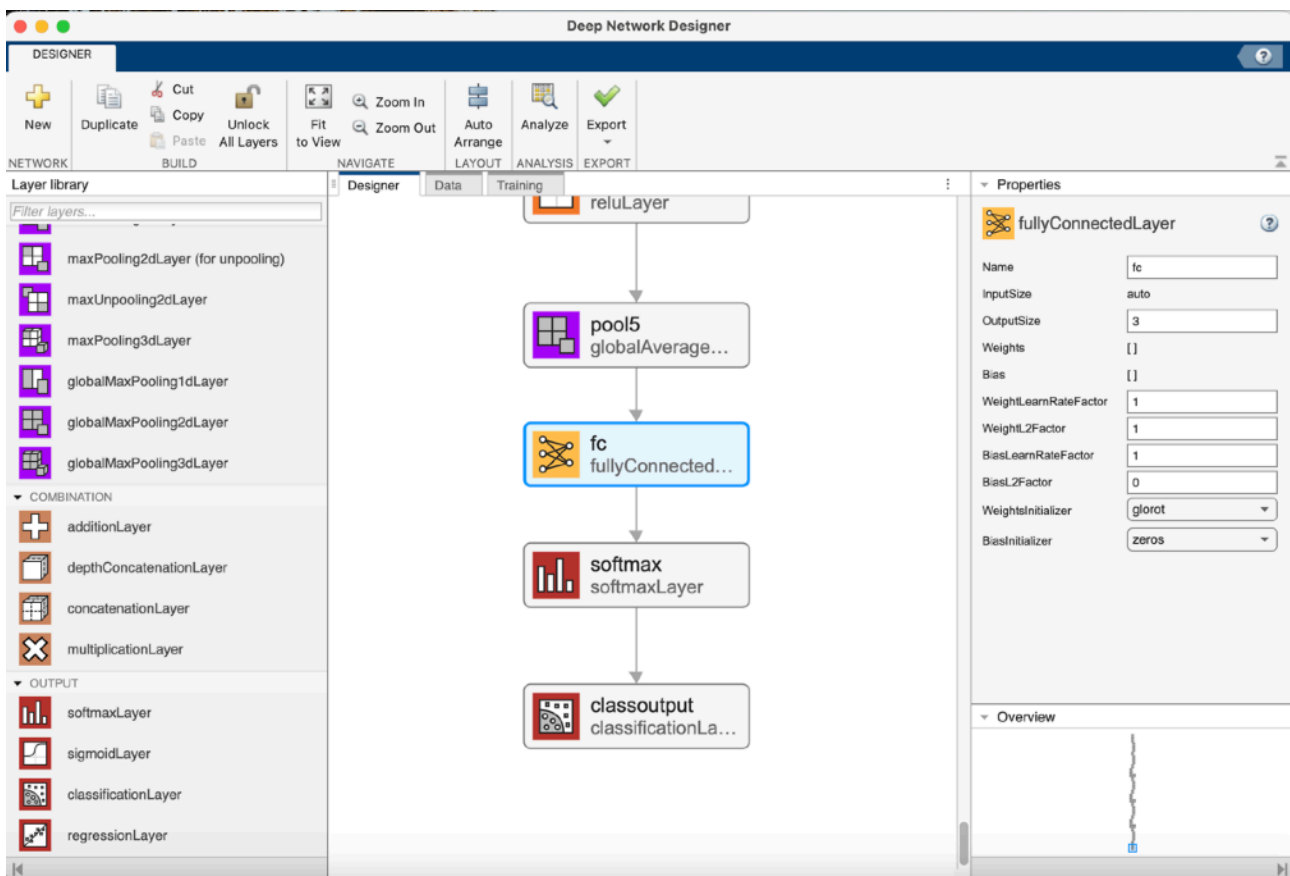 Deep Network Designer
DESIGNER
New
Duplicate
Cut
Copy
Paste
Unlock
All Layers
Fit
to View
Zoom In
Zoom Out
Auto
Arrange
Analyze
Export
NETWORK
BUILD
NAVIGATE
LAYOUT
ANALYSIS
EXPORT
Layer library
Filter layers...
maxPooling2dLayer (for unpooling)
maxUnpooling2dLayer
maxPooling3dLayer
globalMaxPooling1dLayer
globalMaxPooling2dLayer
globalMaxPooling3dLayer
COMBINATION
additionLayer
depthConcatenationLayer
concatenationLayer
multiplicationLayer
OUTPUT
softmaxLayer
sigmoidLayer
classificationLayer
regressionLayer
Designer
Data
Training
reluLayer
pool5
globalAverage...
fc
fullyConnected...
softmax
softmaxLayer
classoutput
classificationLa...
Properties
fullyConnectedLayer
?
Name fc
InputSize auto
OutputSize 3
Weights []
Bias []
WeightLearnRateFactor 1
WeightL2Factor 1
BiasLearnRateFactor 1
BiasL2Factor 0
WeightsInitializer glorot
BiasInitializer zeros
Overview